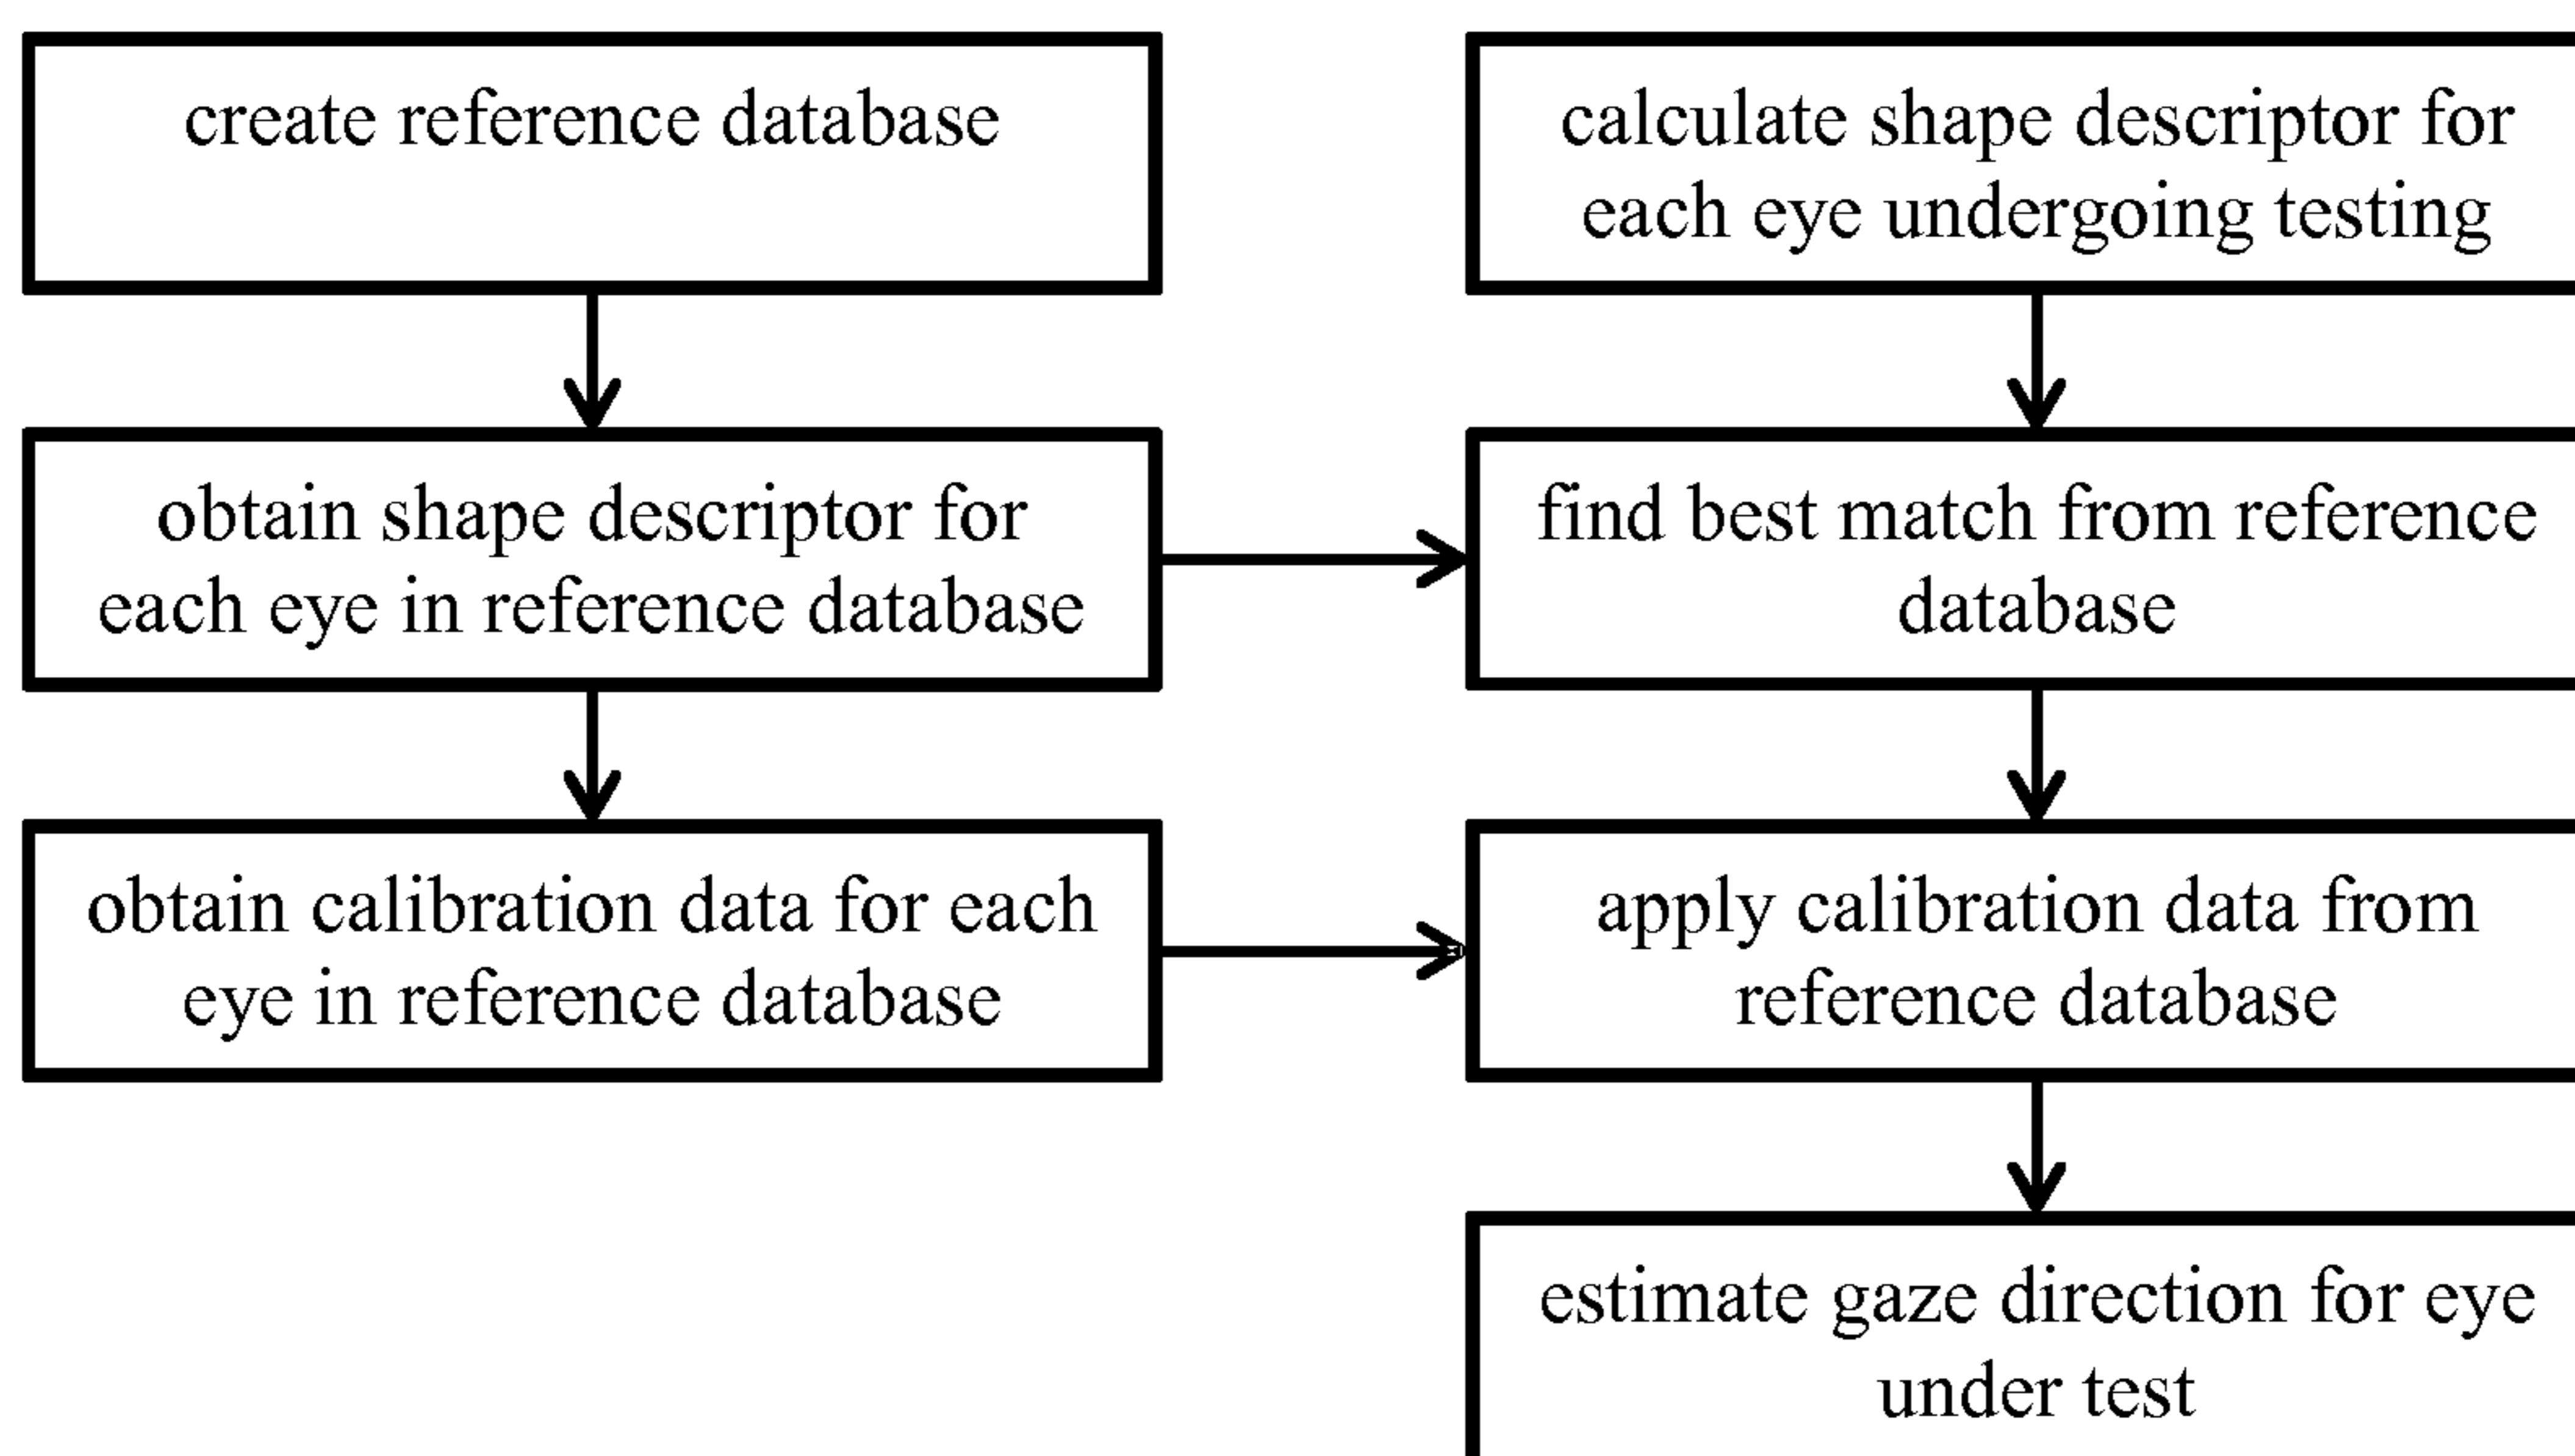 create reference database
obtain shape descriptor for
each eye in reference database
obtain calibration data for each
eye in reference database
calculate shape descriptor for
each eye undergoing testing
find best match from reference
database
apply calibration data from
reference database
estimate gaze direction for eye
under test